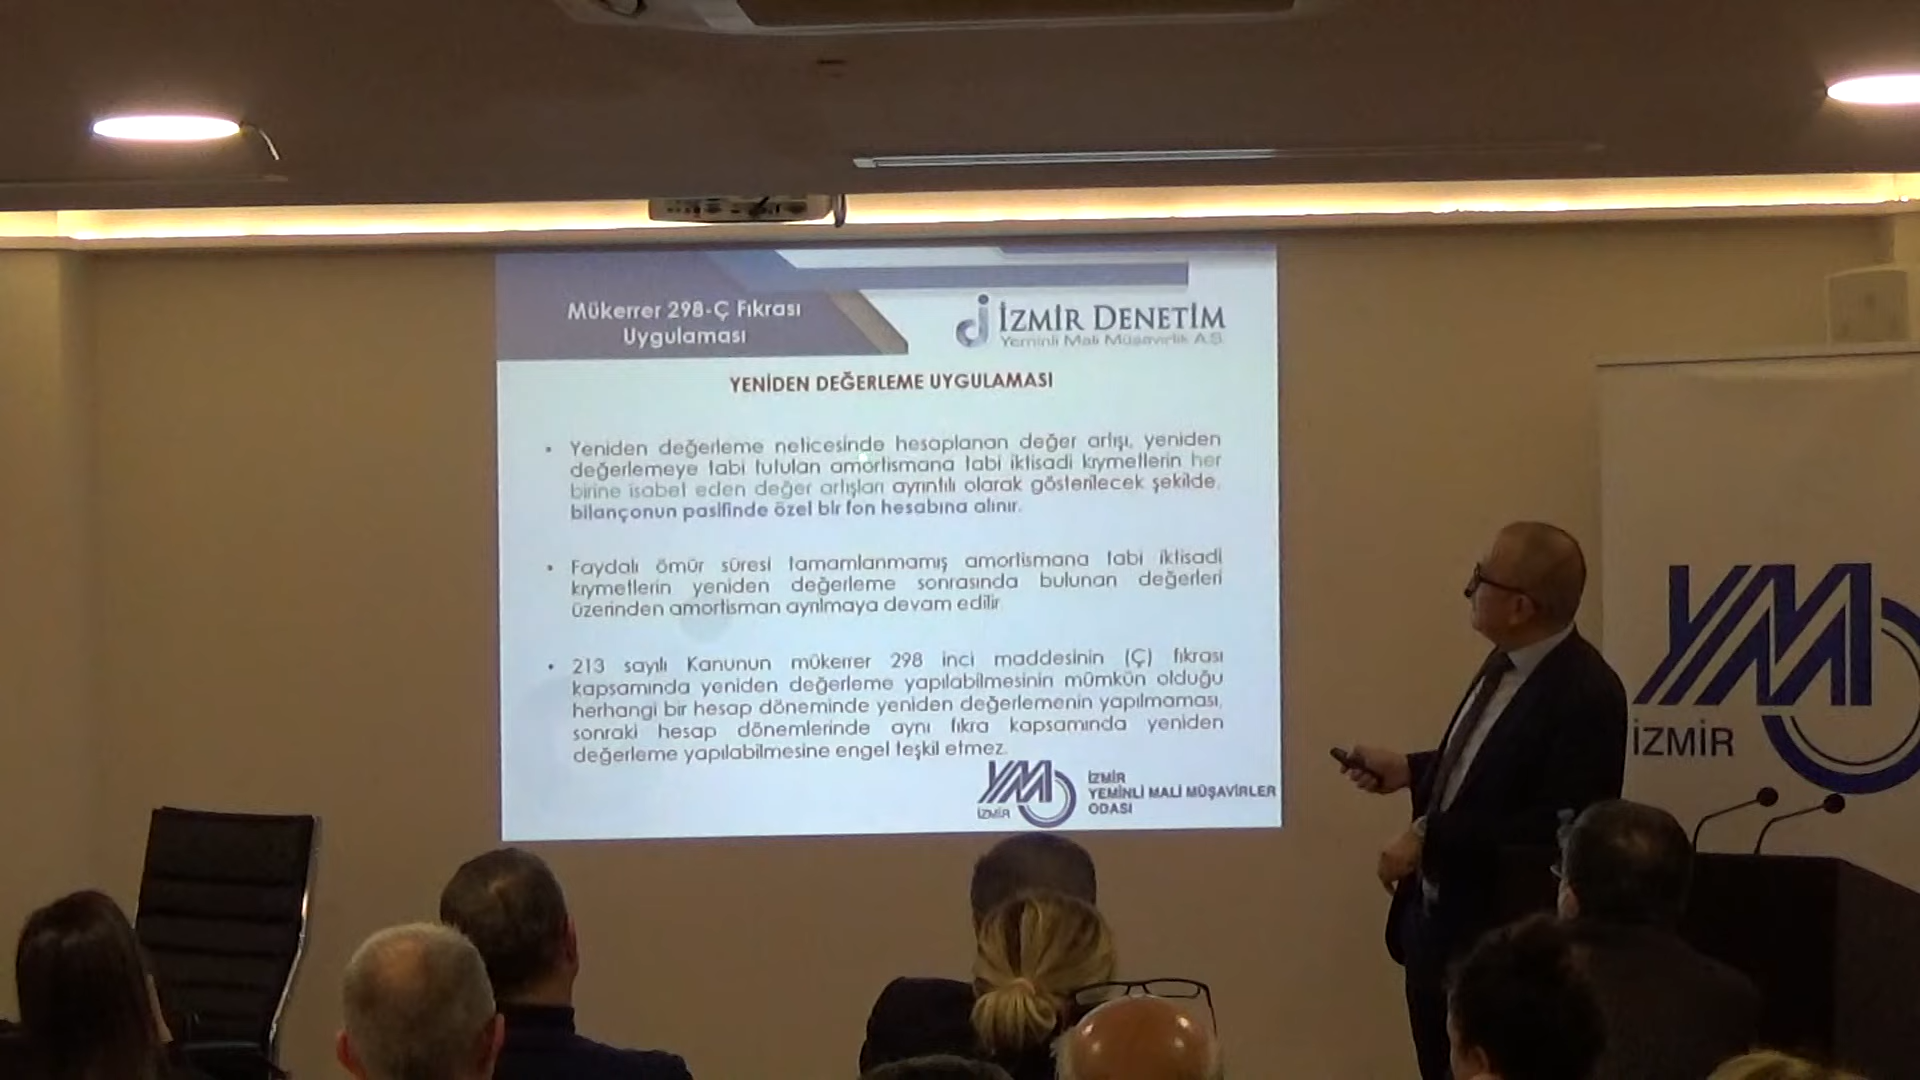 Mükerrer 298-Ç Fıkrası
Uygulaması
İZMİR DENETİM
Yeminli Mali Müşavirlik A.Ş.
YENİDEN DEĞERLEME UYGULAMASI
• Yeniden değerleme neticesinde hesaplanan değer artışı, yeniden
değerlemeye tabi tutulan amortismana tabi iktisadi kıymetlerin her
birine isabet eden değer artışları ayrıntılı olarak gösterilecek şekilde,
bilançonun pasifinde özel bir fon hesabına alınır.
• Faydalı ömür süresi tamamlanmamış amortismana tabi iktisadi
kıymetlerin yeniden değerleme sonrasında bulunan değerleri
üzerinden amortisman ayrılmaya devam edilir
• 213 sayılı Kanunun mükerrer 298 inci maddesinin (Ç) fıkrası
kapsamında yeniden değerleme yapılabilmesinin mümkün olduğu
herhangi bir hesap döneminde yeniden değerlemenin yapılmaması,
sonraki hesap dönemlerinde aynı fıkra kapsamında yeniden
değerleme yapılabilmesine engel teşkil etmez.
YMM
İZMİR
İZMİR
YEMİNLİ MALİ MÜŞAVİRLER
ODASI
YMM
İZMİR